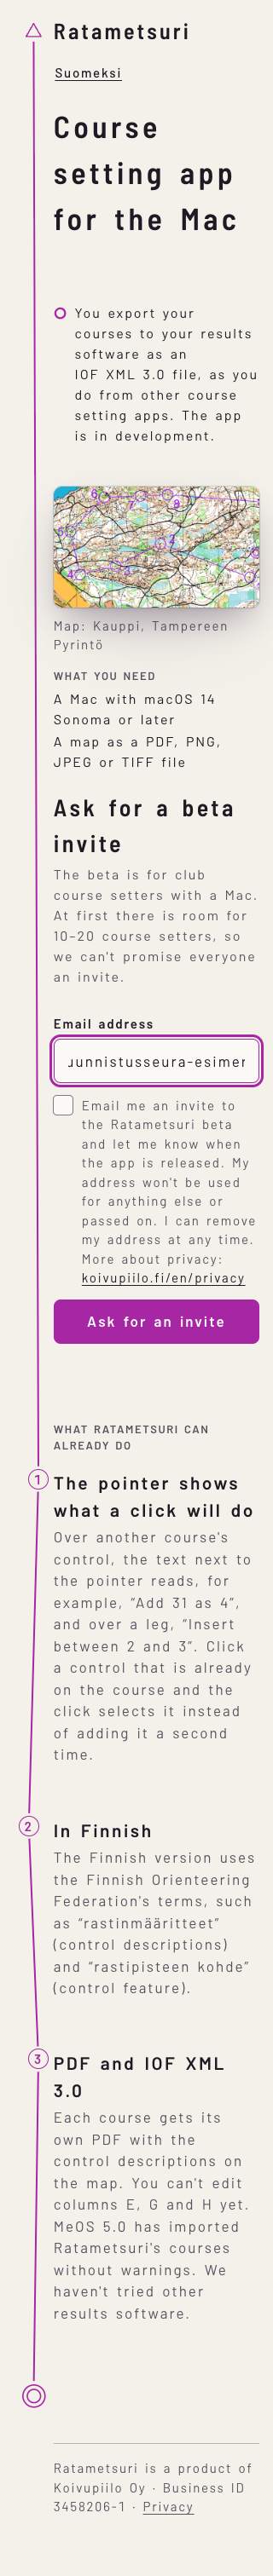 Ratametsuri
Suomeksi
Course
setting app
for the Mac
You export your
courses to your results
software as an
IOF XML 3.0 file, as you
do from other course
setting apps. The app
is in development.
6
7
8
5
2
4
3
Map: Kauppi, Tampereen
Pyrintö
WHAT YOU NEED
A Mac with macOS 14
Sonoma or later
A map as a PDF, PNG,
JPEG or TIFF file
Ask for a beta
invite
The beta is for club
course setters with a Mac.
At first there is room for
10–20 course setters, so
we can't promise everyone
an invite.
Email address
unnistusseura-esimer
Email me an invite to
the Ratametsuri beta
and let me know when
the app is released. My
address won't be used
for anything else or
passed on. I can remove
my address at any time.
More about privacy:
koivupiilo.fi/en/privacy
Ask for an invite
WHAT RATAMETSURI CAN
ALREADY DO
1 The pointer shows
what a click will do
Over another course's
control, the text next to
the pointer reads, for
example, “Add 31 as 4”,
and over a leg, “Insert
between 2 and 3”. Click
a control that is already
on the course and the
click selects it instead
of adding it a second
time.
2 In Finnish
The Finnish version uses
the Finnish Orienteering
Federation's terms, such
as “rastinmääritteet”
(control descriptions)
and “rastipisteen kohde”
(control feature).
3 PDF and IOF XML
3.0
Each course gets its
own PDF with the
control descriptions on
the map. You can't edit
columns E, G and H yet.
MeOS 5.0 has imported
Ratametsuri's courses
without warnings. We
haven't tried other
results software.
Ratametsuri is a product of
Koivupiilo Oy · Business ID
3458206-1 · Privacy